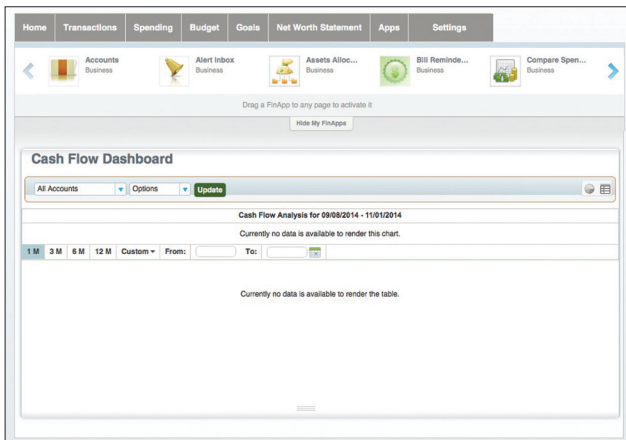 Home Transactions Spending Budget Goals Net Worth Statement Apps Settings
Accounts Alert Inbox Assets Alloc... Bill Reminde... Compare Spen...
Business Business Business Business Business
Drag a FinApp to any page to activate it
Hide My FinApps
Cash Flow Dashboard
All Accounts Options Update
Cash Flow Analysis for 09/08/2014 - 11/01/2014
Currently no data is available to render this chart.
1 M 3 M 6 M 12 M Custom From: To:
Currently no data is available to render the table.